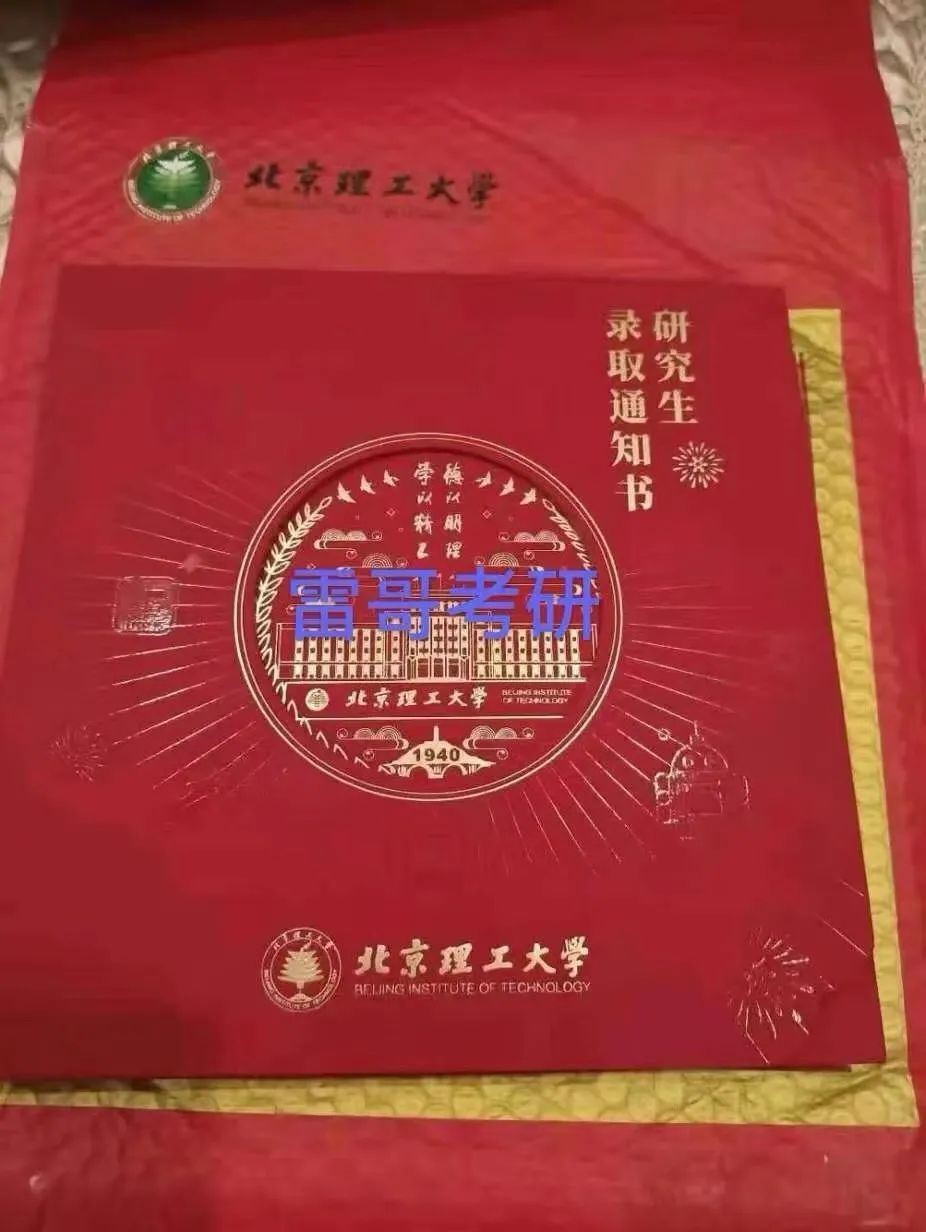 北京理工大学
研究生
录取通知书
德以明理
学以精工
雷哥考研
北京理工大学
BEIJING INSTITUTE
OF TECHNOLOGY
1940
北京理工大学
BEIJING INSTITUTE OF TECHNOLOGY